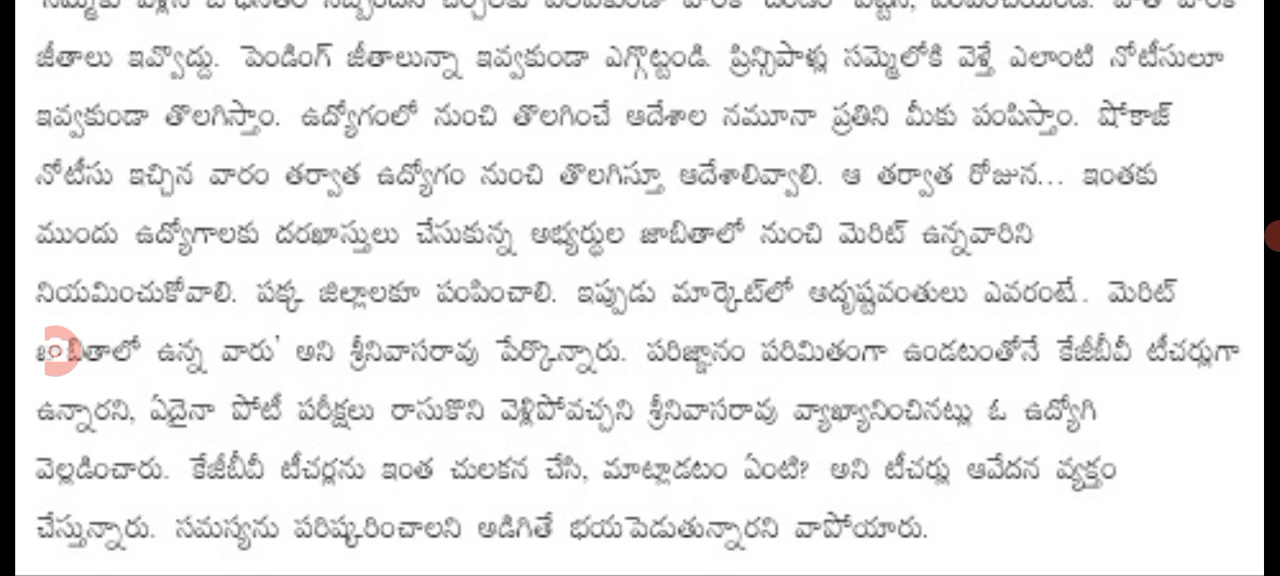 జీతాలు ఇవ్వొద్దు. పెండింగ్ జీతాలున్నా ఇవ్వకుండా ఎగ్గొట్టండి. ప్రిన్సిపాళ్లు సమ్మెలోకి వెళ్తే ఎలాంటి నోటీసులూ
ఇవ్వకుండా తొలగిస్తాం. ఉద్యోగంలో నుంచి తొలగించే ఆదేశాల నమూనా ప్రతిని మీకు పంపిస్తాం. షోకాజ్
నోటీసు ఇచ్చిన వారం తర్వాత ఉద్యోగం నుంచి తొలగిస్తూ ఆదేశాలివ్వాలి. ఆ తర్వాత రోజున... ఇంతకు
ముందు ఉద్యోగాలకు దరఖాస్తులు చేసుకున్న అభ్యర్థుల జాబితాలో నుంచి మెరిట్ ఉన్నవారిని
నియమించుకోవాలి. పక్క జిల్లాలకూ పంపించాలి. ఇప్పుడు మార్కెట్‌లో అదృష్టవంతులు ఎవరంటే.. మెరిట్
జాబితాలో ఉన్న వారు' అని శ్రీనివాసరావు పేర్కొన్నారు. పరిజ్ఞానం పరిమితంగా ఉండటంతోనే కేజీబీవీ టీచర్లుగా
ఉన్నారని, ఏదైనా పోటీ పరీక్షలు రాసుకొని వెళ్లిపోవచ్చని శ్రీనివాసరావు వ్యాఖ్యానించినట్లు ఓ ఉద్యోగి
వెల్లడించారు. కేజీబీవీ టీచర్లను ఇంత చులకన చేసి, మాట్లాడటం ఏంటి? అని టీచర్లు ఆవేదన వ్యక్తం
చేస్తున్నారు. సమస్యను పరిష్కరించాలని అడిగితే భయపెడుతున్నారని వాపోయారు.